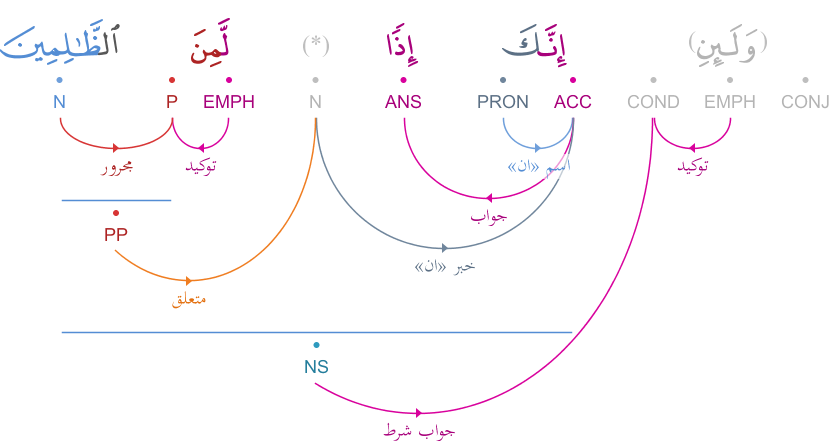 (وَلَئِنِ) إِنَّكَ إِذًا (*) لَّمِنَ ٱلظَّـٰلِمِينَ
N P EMPH N ANS PRON ACC COND EMPH CONJ
مجرور توكيد اسم «ان» توكيد
جواب
PP
خبر «ان»
متعلق
NS
جواب شرط